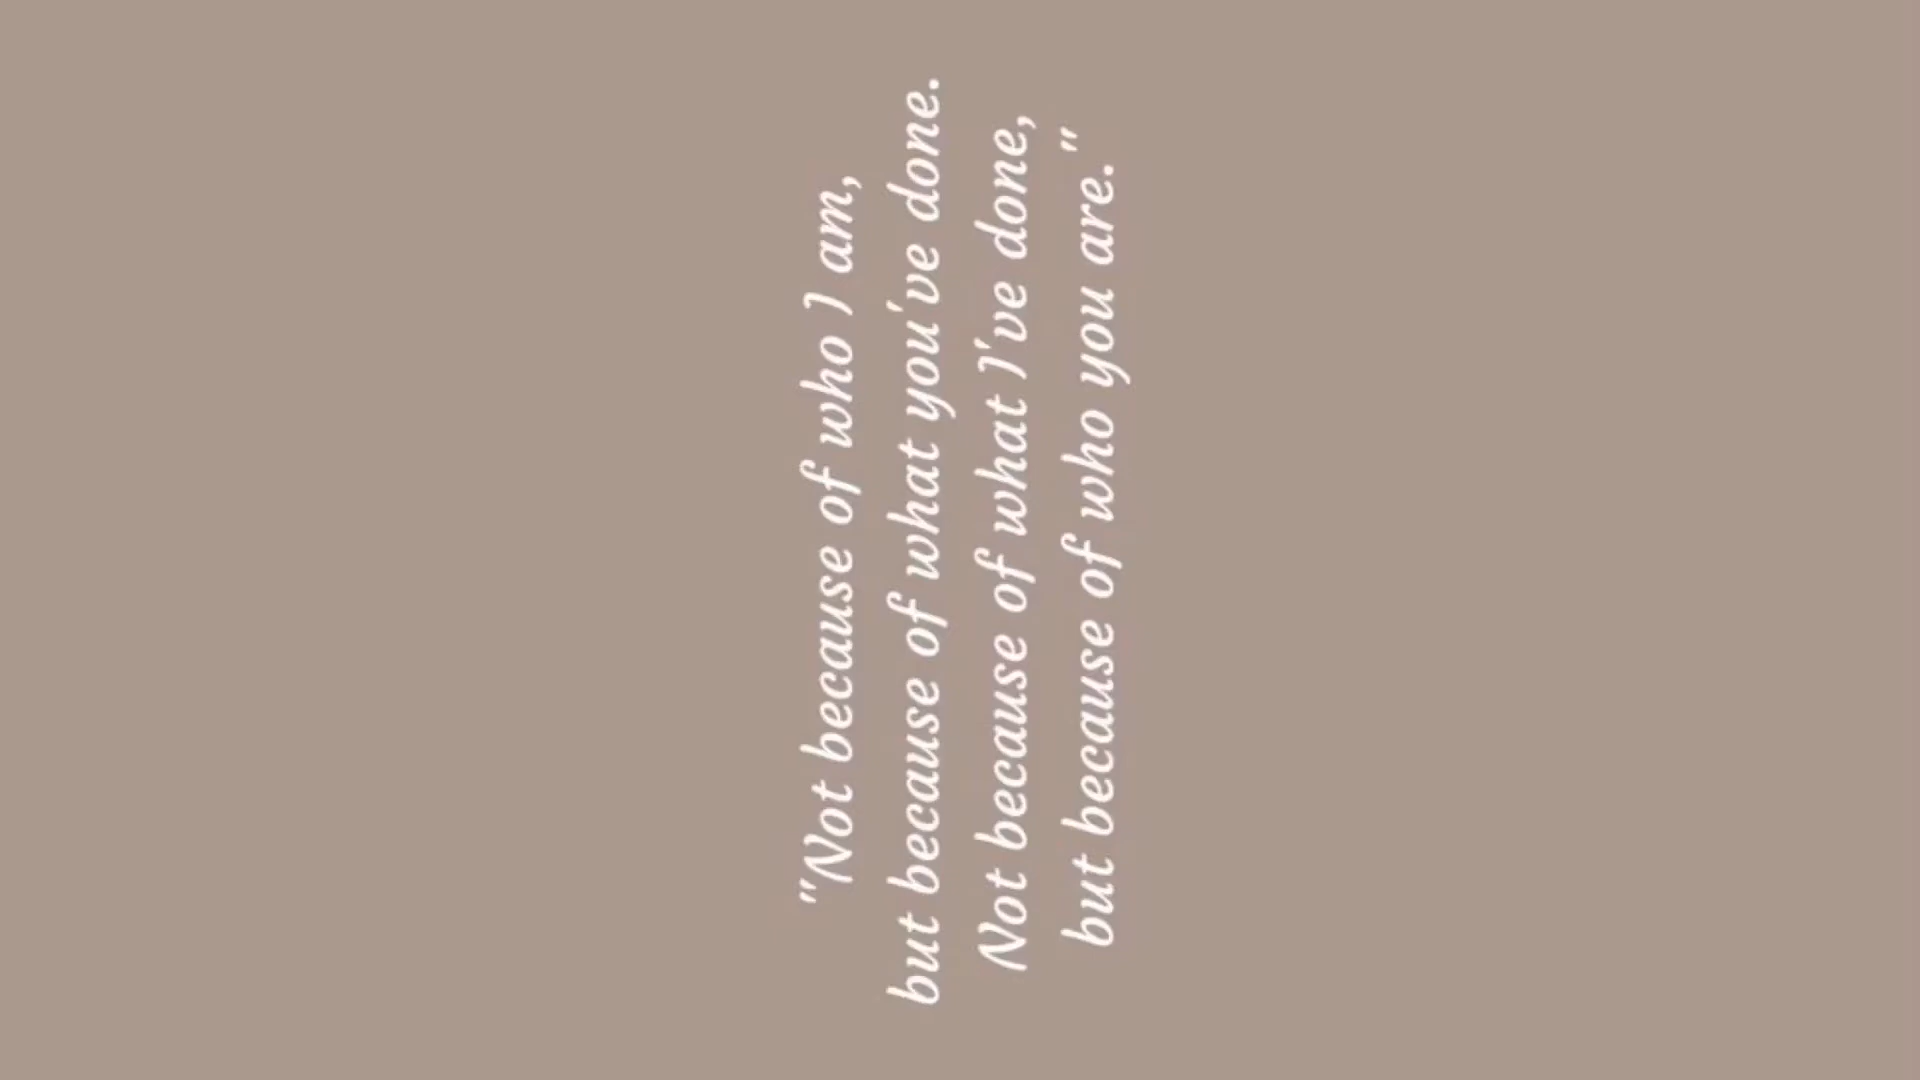 "Not because of who I am,
but because of what you've done.
Not because of what I've done,
but because of who you are."